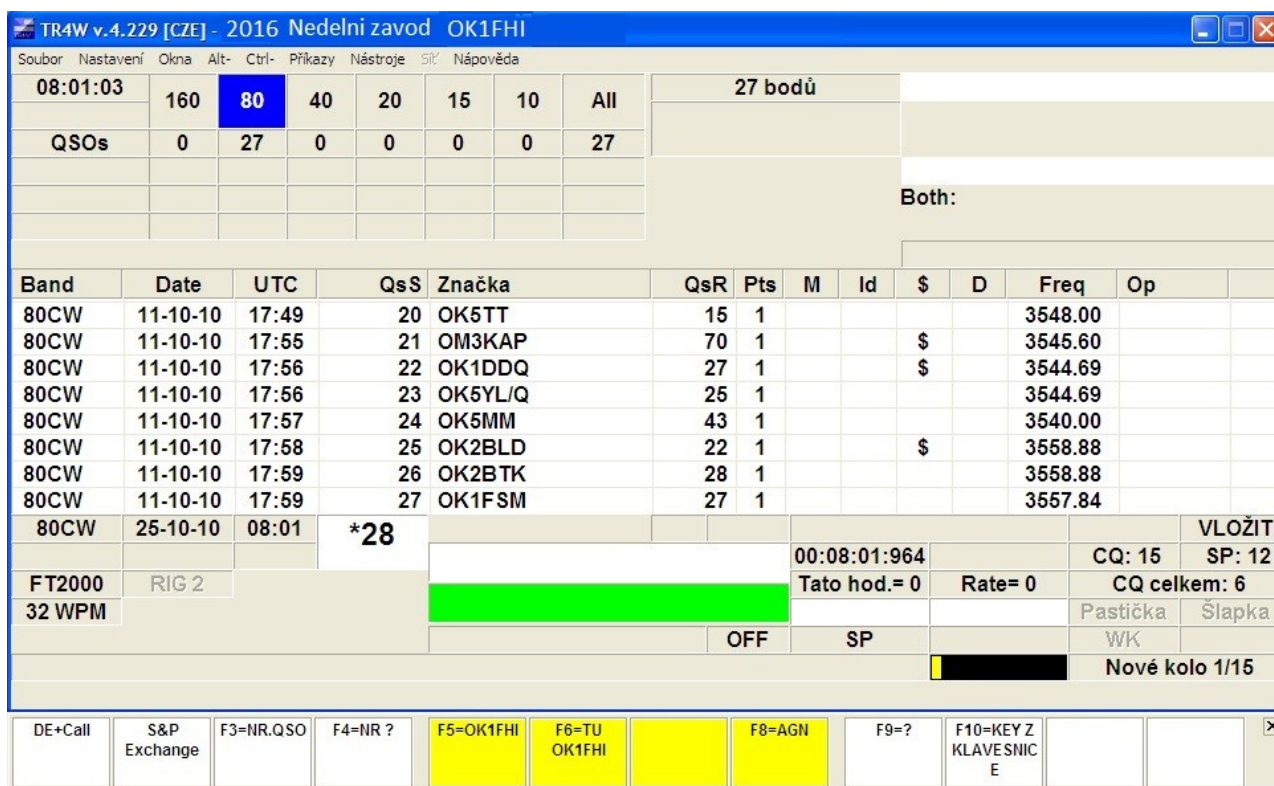 TR4W v.4.229 [CZE] - 2016 Nedelni zavod OK1FHI
Soubor Nastavení Okna Alt- Ctrl- Příkazy Nástroje Síť Nápověda
08:01:03 160 80 40 20 15 10 All 27 bodů
QSOs 0 27 0 0 0 0 27
Both:
Band Date UTC QsS Značka QsR Pts M Id $ D Freq Op
80CW 11-10-10 17:49 20 OK5TT 15 1 3548.00
80CW 11-10-10 17:55 21 OM3KAP 70 1 $ 3545.60
80CW 11-10-10 17:56 22 OK1DDQ 27 1 $ 3544.69
80CW 11-10-10 17:56 23 OK5YL/Q 25 1 3544.69
80CW 11-10-10 17:57 24 OK5MM 43 1 3540.00
80CW 11-10-10 17:58 25 OK2BLD 22 1 $ 3558.88
80CW 11-10-10 17:59 26 OK2BTK 28 1 3558.88
80CW 11-10-10 17:59 27 OK1FSM 27 1 3557.84
80CW 25-10-10 08:01 *28 VLOŽIT
00:08:01:964 CQ: 15 SP: 12
FT2000 RIG 2 Tato hod.= 0 Rate= 0 CQ celkem: 6
32 WPM Pastička Šlapka
OFF SP WK
Nové kolo 1/15
DE+Call S&P F3=NR.QSO F4=NR ? F5=OK1FHI F6=TU F8=AGN F9=? F10=KEY Z
Exchange OK1FHI KLAVESNIC
E